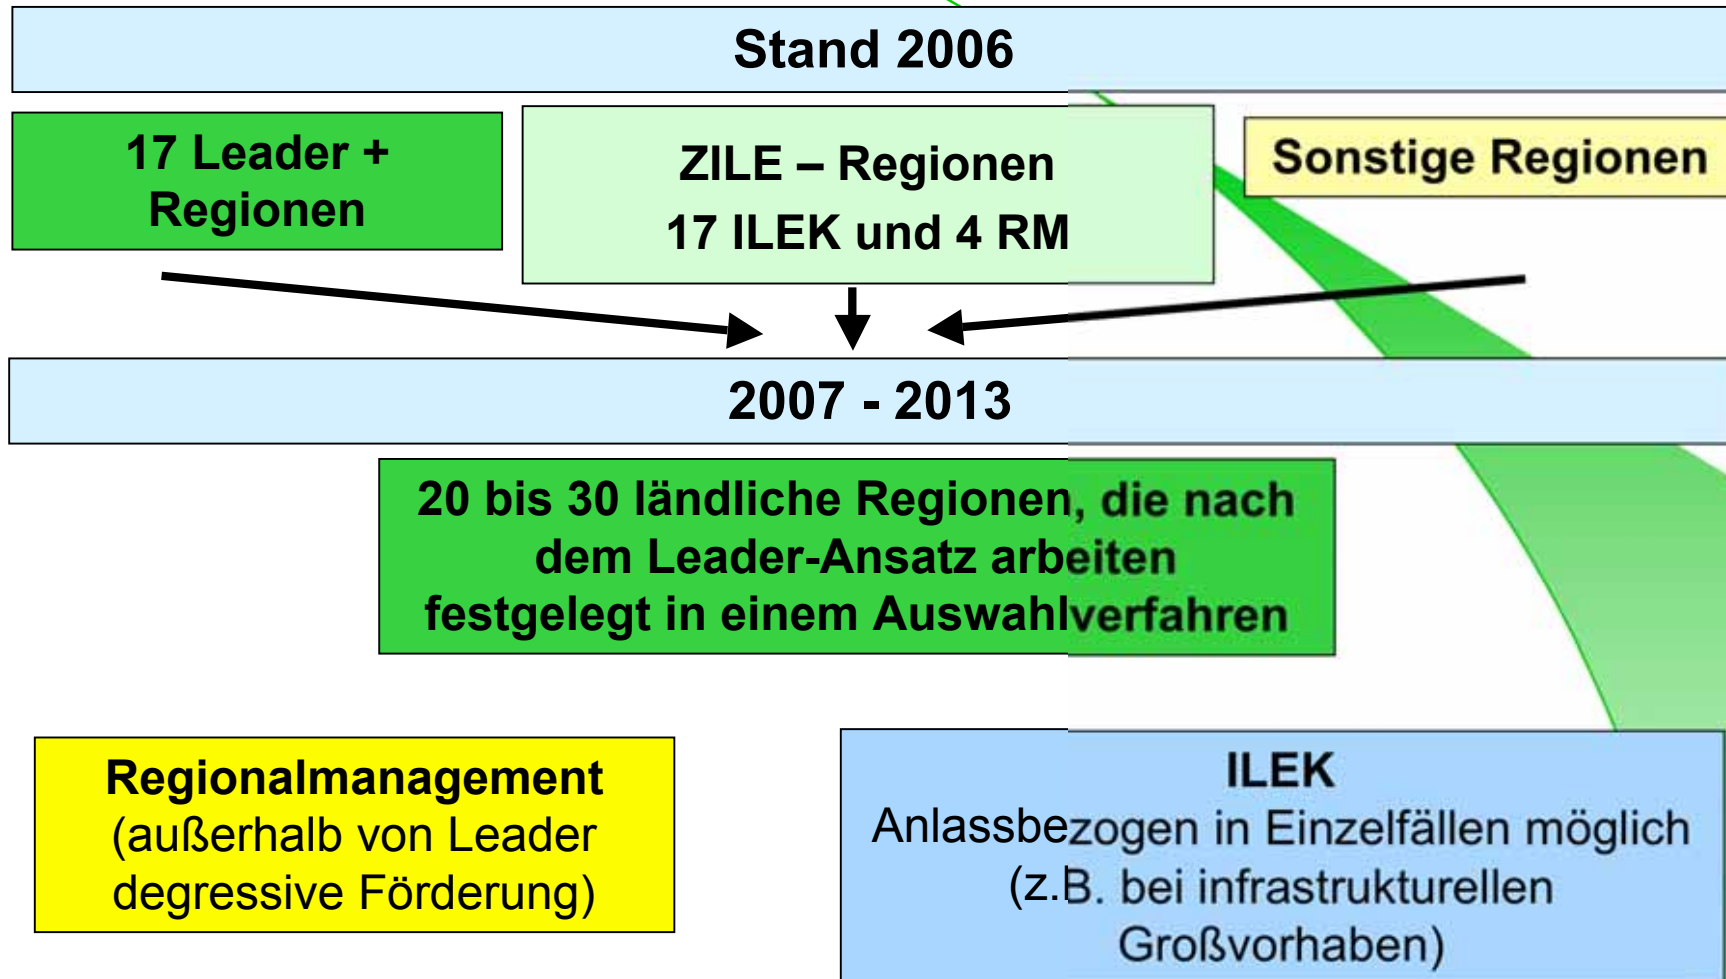 Stand 2006
17 Leader +
Regionen
ZILE – Regionen
17 ILEK und 4 RM
Sonstige Regionen
2007 - 2013
20 bis 30 ländliche Regionen, die nach
dem Leader-Ansatz arbeiten
festgelegt in einem Auswahlverfahren
Regionalmanagement
(außerhalb von Leader
degressive Förderung)
ILEK
Anlassbezogen in Einzelfällen möglich
(z.B. bei infrastrukturellen
Großvorhaben)